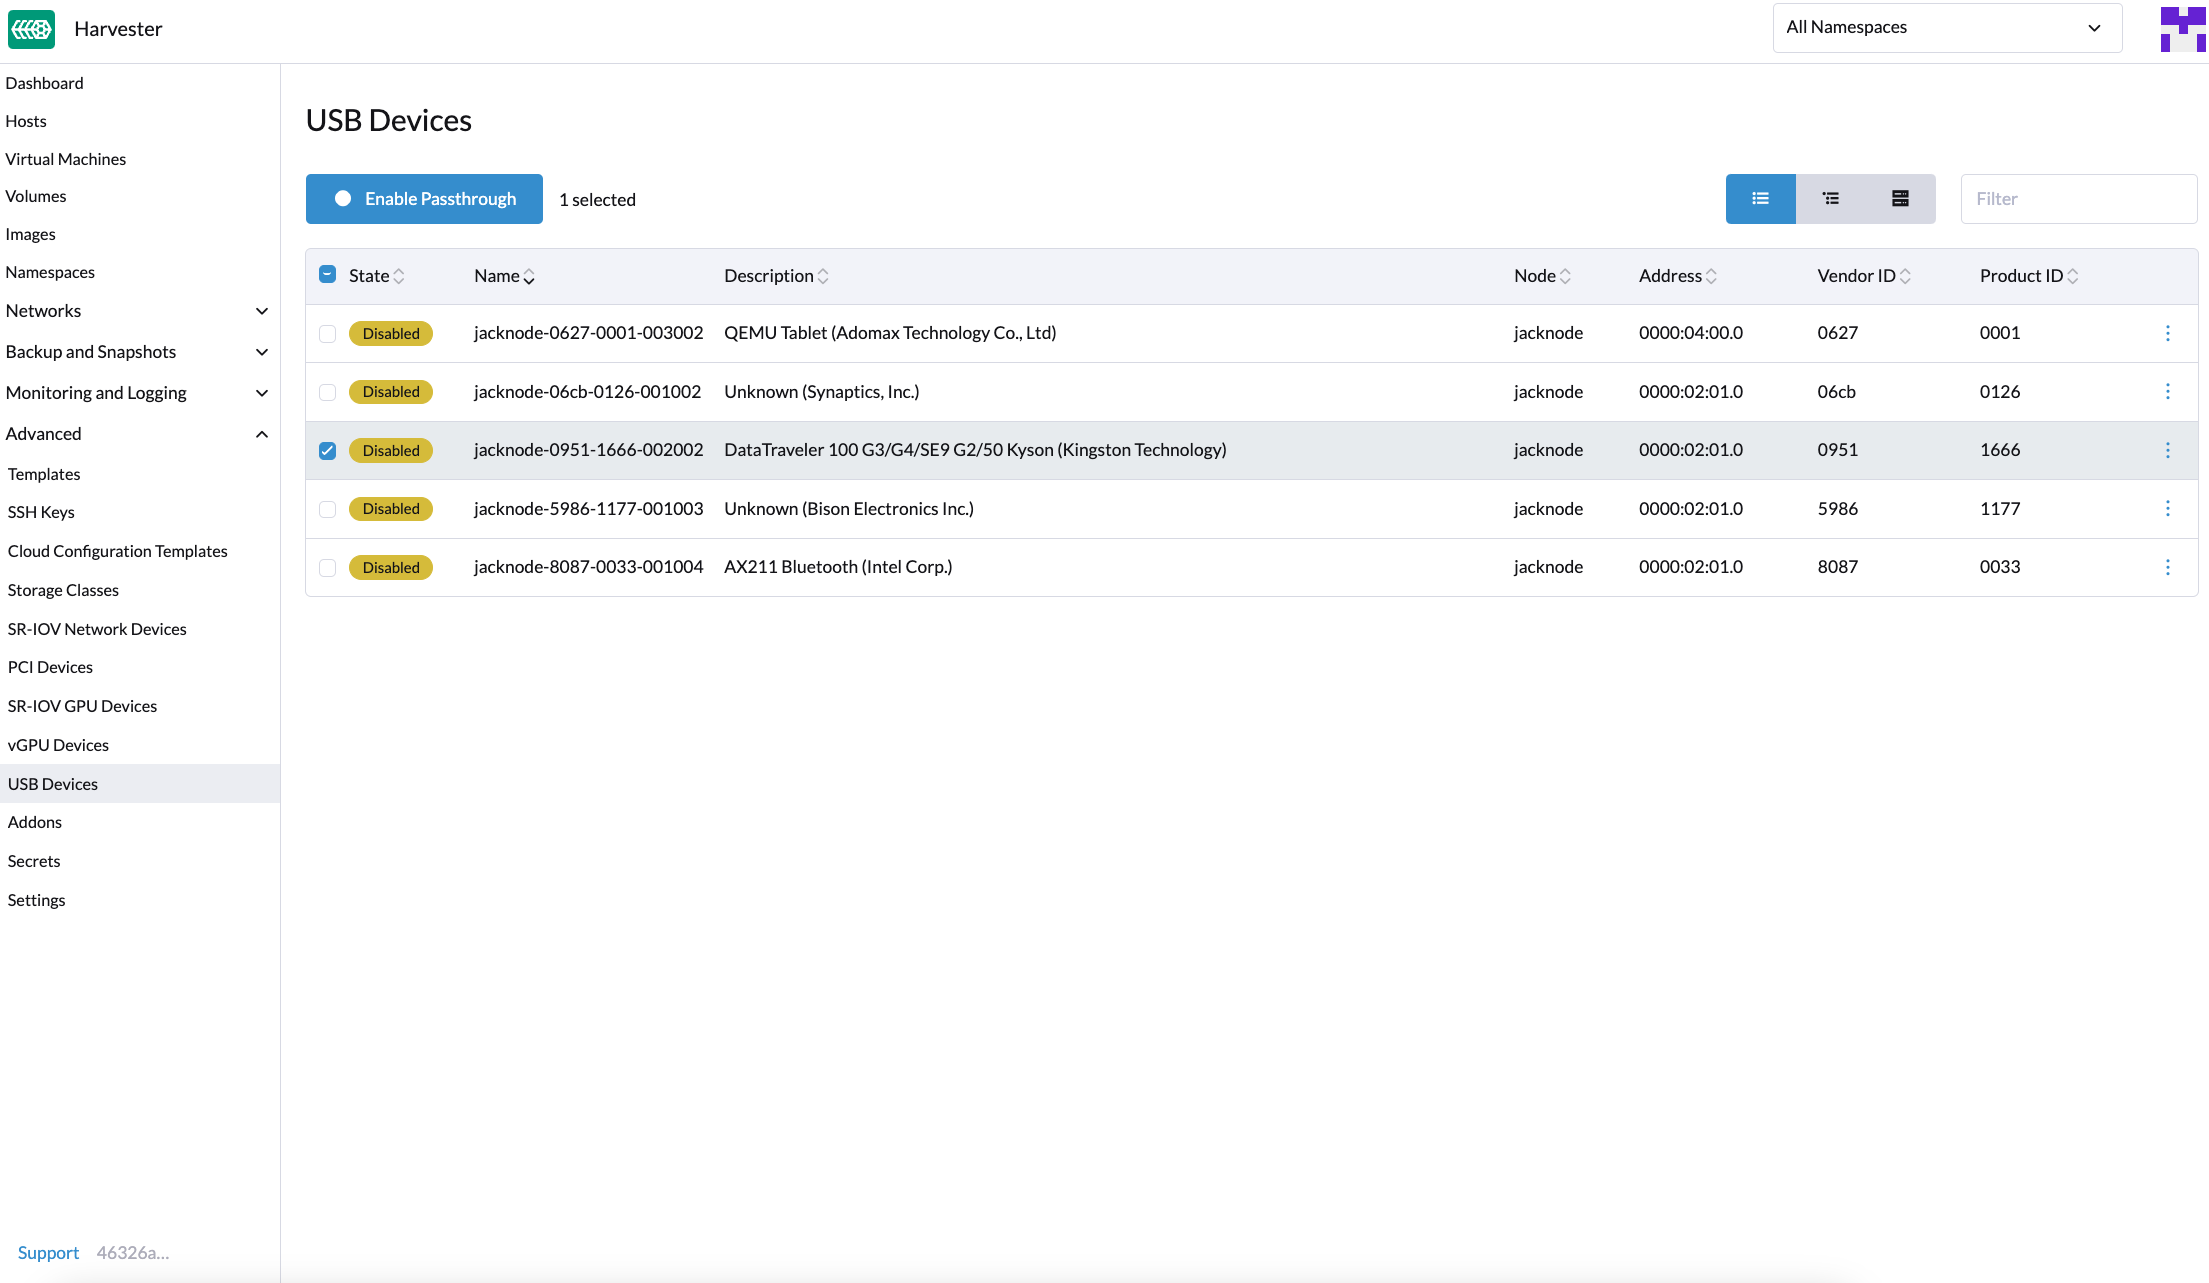 Harvester
All Namespaces
Dashboard
Hosts
Virtual Machines
Volumes
Images
Namespaces
Networks
Backup and Snapshots
Monitoring and Logging
Advanced
Templates
SSH Keys
Cloud Configuration Templates
Storage Classes
SR-IOV Network Devices
PCI Devices
SR-IOV GPU Devices
vGPU Devices
USB Devices
Addons
Secrets
Settings
Support 46326a...
USB Devices
Enable Passthrough 1 selected
Filter
State Name Description Node Address Vendor ID Product ID
Disabled jacknode-0627-0001-003002 QEMU Tablet (Adomax Technology Co., Ltd) jacknode 0000:04:00.0 0627 0001
Disabled jacknode-06cb-0126-001002 Unknown (Synaptics, Inc.) jacknode 0000:02:01.0 06cb 0126
Disabled jacknode-0951-1666-002002 DataTraveler 100 G3/G4/SE9 G2/50 Kyson (Kingston Technology) jacknode 0000:02:01.0 0951 1666
Disabled jacknode-5986-1177-001003 Unknown (Bison Electronics Inc.) jacknode 0000:02:01.0 5986 1177
Disabled jacknode-8087-0033-001004 AX211 Bluetooth (Intel Corp.) jacknode 0000:02:01.0 8087 0033